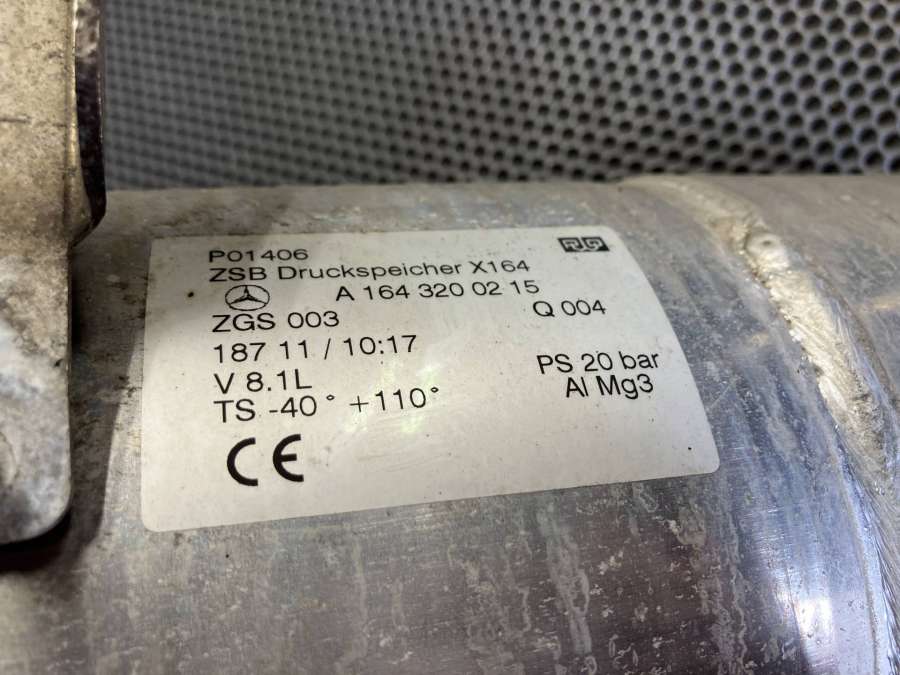 P01406
ZSB Druckspeicher X164
A 164 320 02 15
ZGS 003
Q 004
187 11 / 10:17
V 8.1L
PS 20 bar
TS -40° +110°
Al Mg3
CE